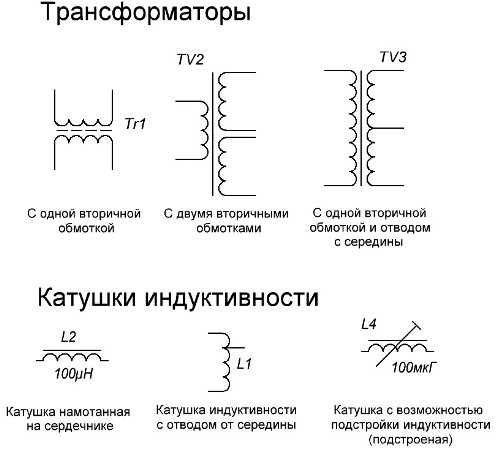 Трансформаторы
TV2
TV3
Tr1
С одной вторичной
обмоткой
С двумя вторичными
обмотками
С одной вторичной
обмоткой и отводом
с середины
Катушки индуктивности
L2
100μH
L1
L4
100мкГ
Катушка намотанная
на сердечнике
Катушка индуктивности
с отводом от середины
Катушка с возможностью
подстройки индуктивности
(подстроеная)